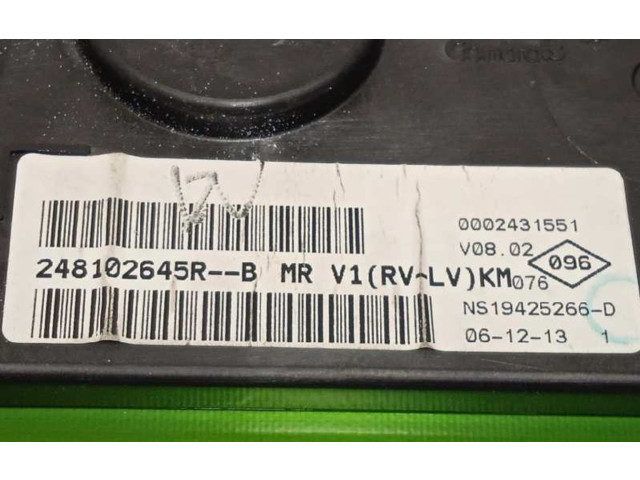 0002431551
V08.02
096
248102645R--B MR V1(RV-LV)KM
076
NS19425266-D
06-12-13 1